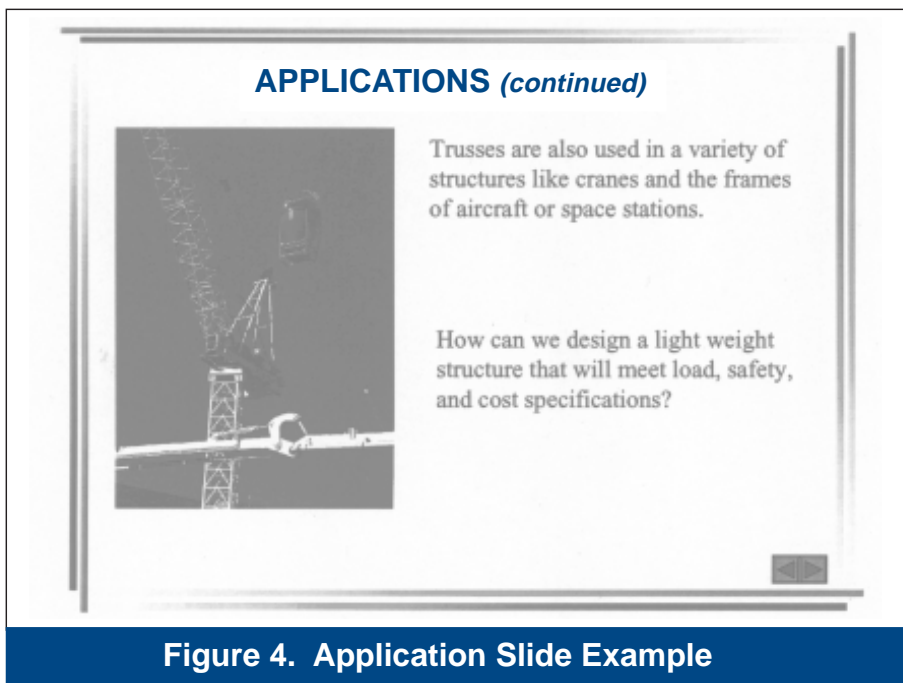 APPLICATIONS (continued)
Trusses are also used in a variety of
structures like cranes and the frames
of aircraft or space stations.
How can we design a light weight
structure that will meet load, safety,
and cost specifications?
Figure 4. Application Slide Example